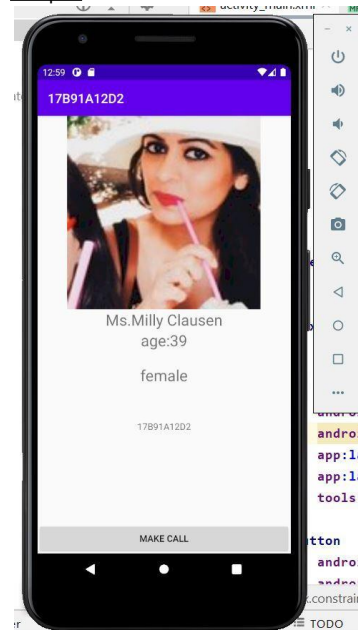 activity_main.xml
12:59
17B91A12D2
Ms.Milly Clausen
age:39
female
17B91A12D2
MAKE CALL
andro
app:la
app:la
tools
tton
andro
.constrai
TODO